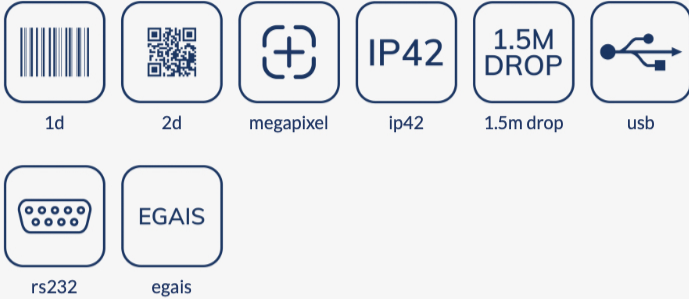 IP42
1.5M
DROP
1d
2d
megapixel
ip42
1.5m drop
usb
EGAIS
rs232
egais